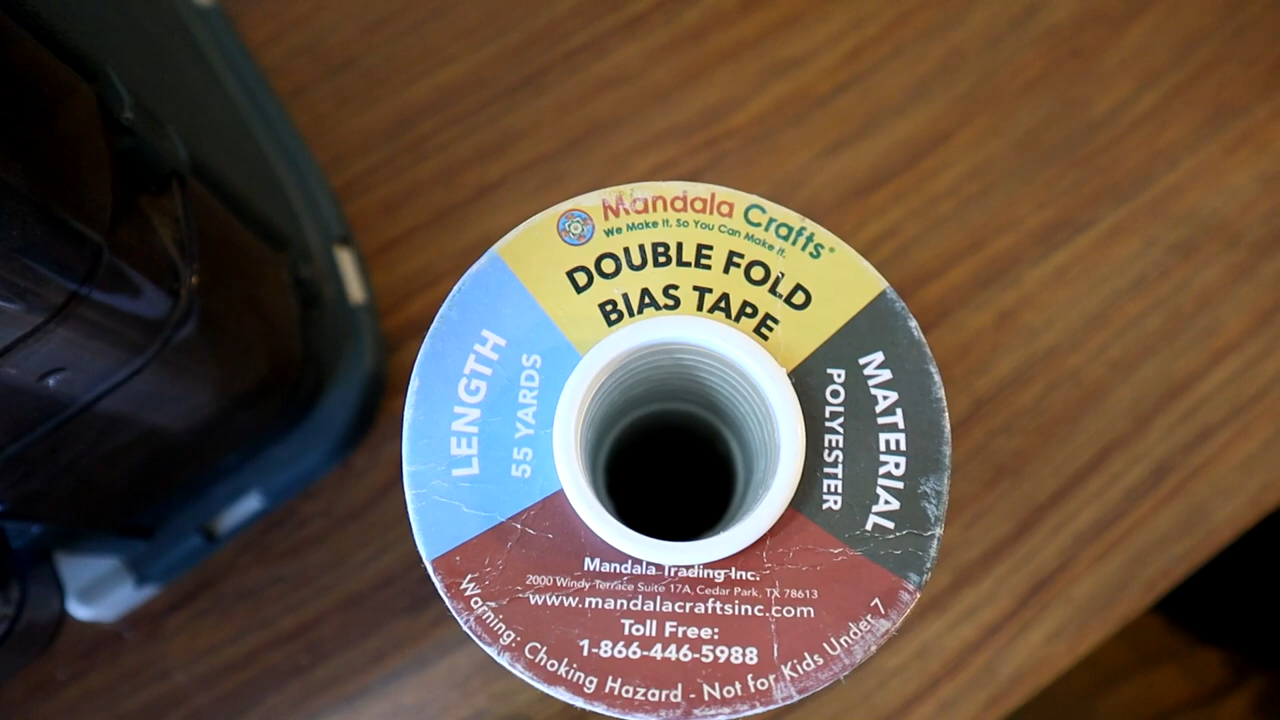 Mandala Crafts®
We Make It, So You Can Make It.
DOUBLE FOLD
BIAS TAPE
LENGTH
55 YARDS
MATERIAL
POLYESTER
Mandala Trading Inc.
2000 Windy Terrace Suite 17A, Cedar Park, TX 78613
www.mandalacraftsinc.com
Toll Free:
1-866-446-5988
Warning: Choking Hazard - Not for Kids Under 7